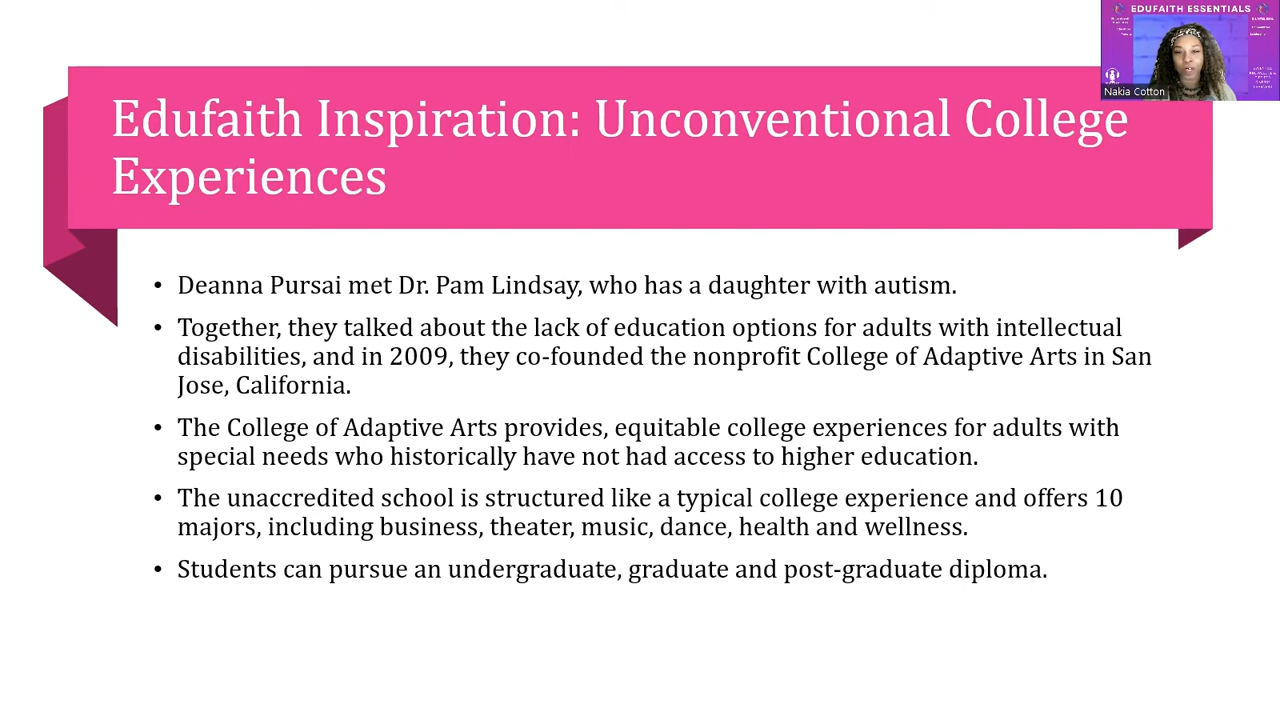 EDUFAITH ESSENTIALS
Nakia Cotton
Edufaith Inspiration: Unconventional College
Experiences
• Deanna Pursai met Dr. Pam Lindsay, who has a daughter with autism.
• Together, they talked about the lack of education options for adults with intellectual
disabilities, and in 2009, they co-founded the nonprofit College of Adaptive Arts in San
Jose, California.
• The College of Adaptive Arts provides, equitable college experiences for adults with
special needs who historically have not had access to higher education.
• The unaccredited school is structured like a typical college experience and offers 10
majors, including business, theater, music, dance, health and wellness.
• Students can pursue an undergraduate, graduate and post-graduate diploma.